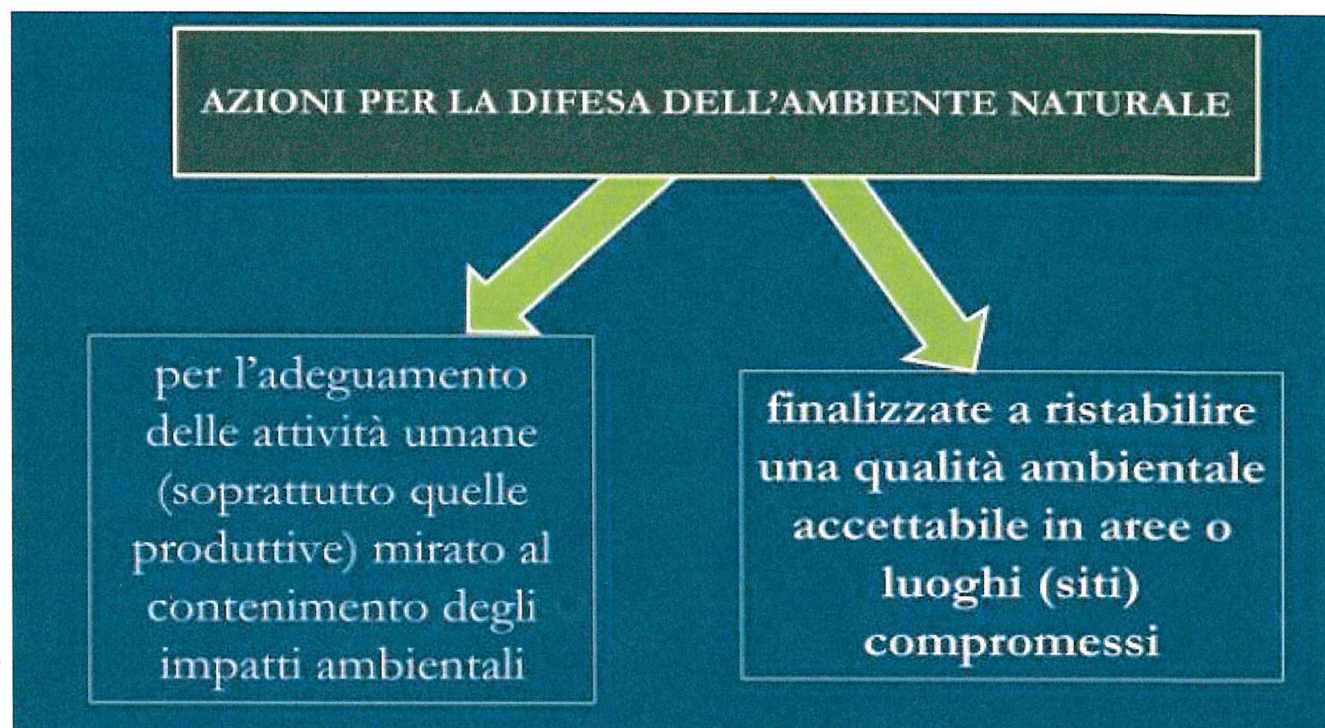 AZIONI PER LA DIFESA DELL'AMBIENTE NATURALE
per l'adeguamento
delle attività umane
(soprattutto quelle
produttive) mirato al
contenimento degli
impatti ambientali
finalizzate a ristabilire
una qualità ambientale
accettabile in aree o
luoghi (siti)
compromessi